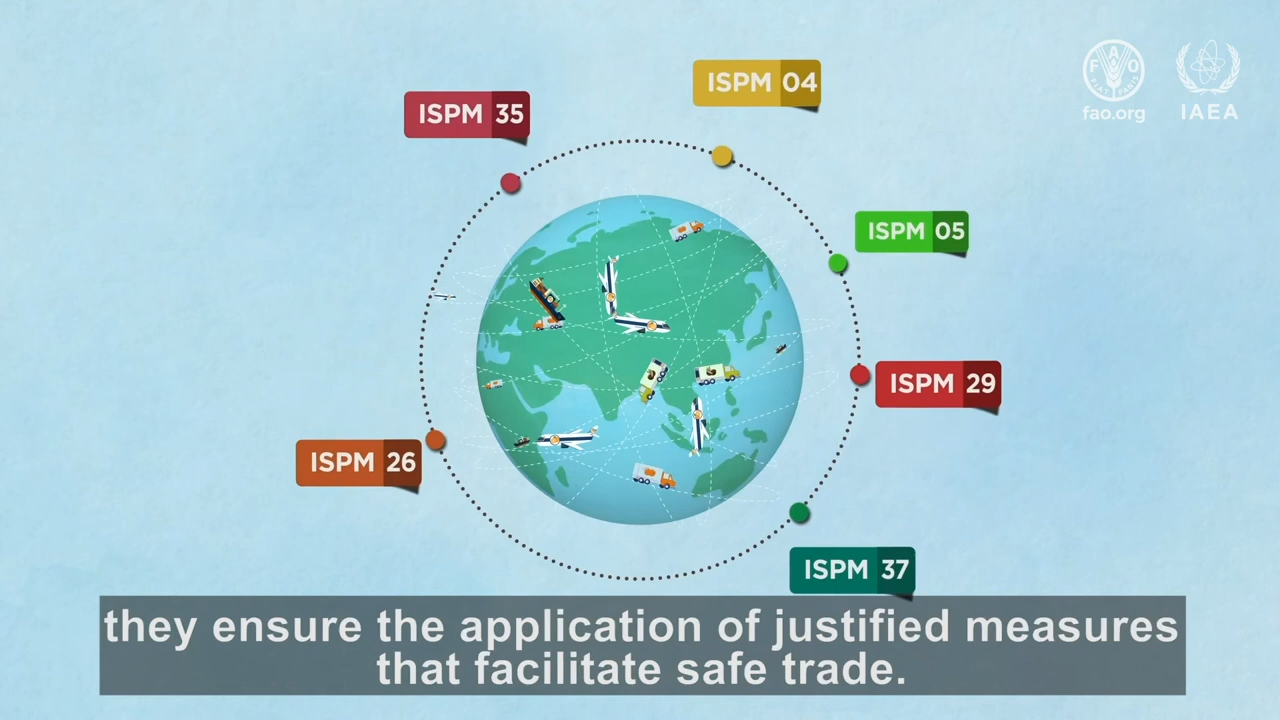 ISPM 04
ISPM 35
fao.org
IAEA
ISPM 05
ISPM 29
ISPM 26
ISPM 37
they ensure the application of justified measures
that facilitate safe trade.